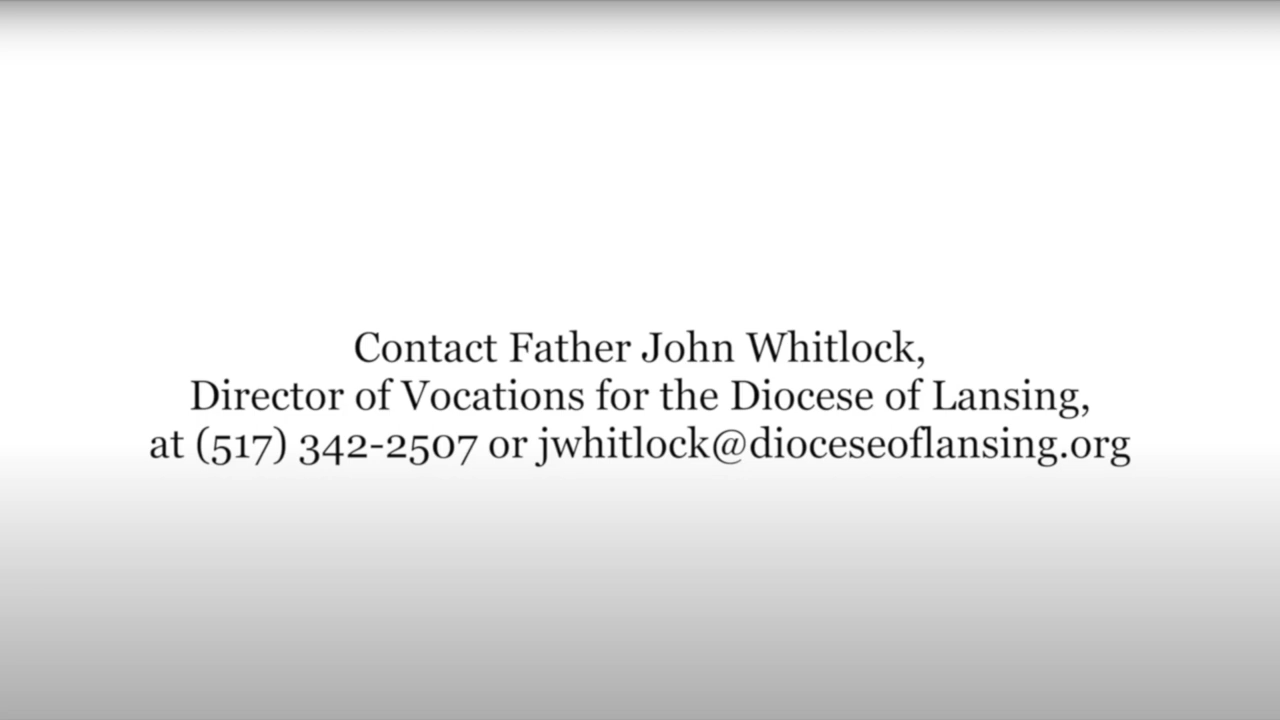 Contact Father John Whitlock,
Director of Vocations for the Diocese of Lansing,
at (517) 342-2507 or jwhitlock@dioceseoflansing.org